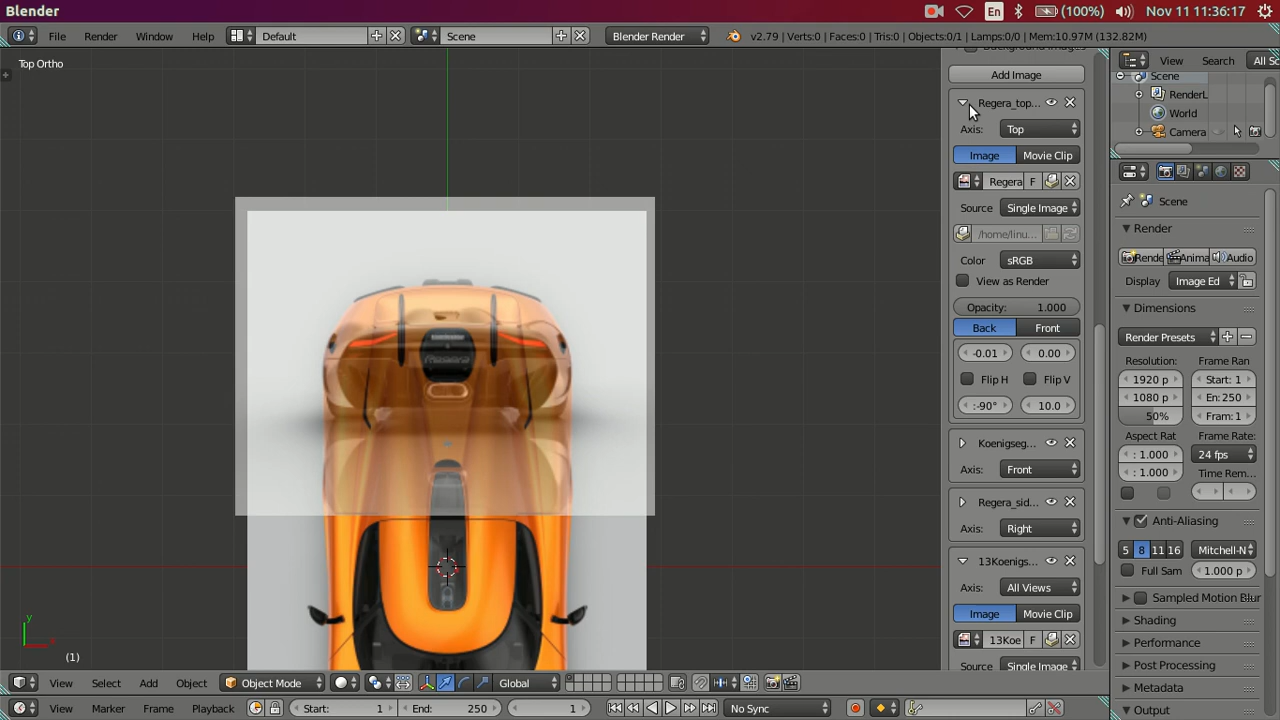 Blender
En
(100%)
Nov 11 11:36:17
File
Render
Window
Help
Default
Scene
Blender Render
v2.79 | Verts:0 | Faces:0 | Tris:0 | Objects:0/1 | Lamps:0/0 | Mem:10.97M (132.82M)
Top Ortho
(1)
Add Image
Regera_top...
Axis:
Top
Image
Movie Clip
Regera
F
Source
Single Image
/home/linu...
Color
sRGB
View as Render
Opacity:
1.000
Back
Front
-0.01
0.00
Flip H
Flip V
:-90°
10.0
Koenigseg...
Axis:
Front
Regera_sid...
Axis:
Right
13Koenigs...
Axis:
All Views
Image
Movie Clip
13Koe
F
Source
Single Image
View
Search
All Sc
Scene
RenderL
World
Camera
Scene
Render
Rende
Anima
Audio
Display
Image Ed
Dimensions
Render Presets
Resolution:
Frame Ran
1920 p
Start: 1
1080 p
En: 250
50%
Fram: 1
Aspect Rat
Frame Rate:
: 1.000
24 fps
: 1.000
Time Rem...
Anti-Aliasing
5
8
11
16
Mitchell-N
Full Sam
: 1.000 p
Sampled Motion Blur
Shading
Performance
Post Processing
Metadata
Output
View
Select
Add
Object
Object Mode
Global
View
Marker
Frame
Playback
Start:
1
End:
250
1
No Sync